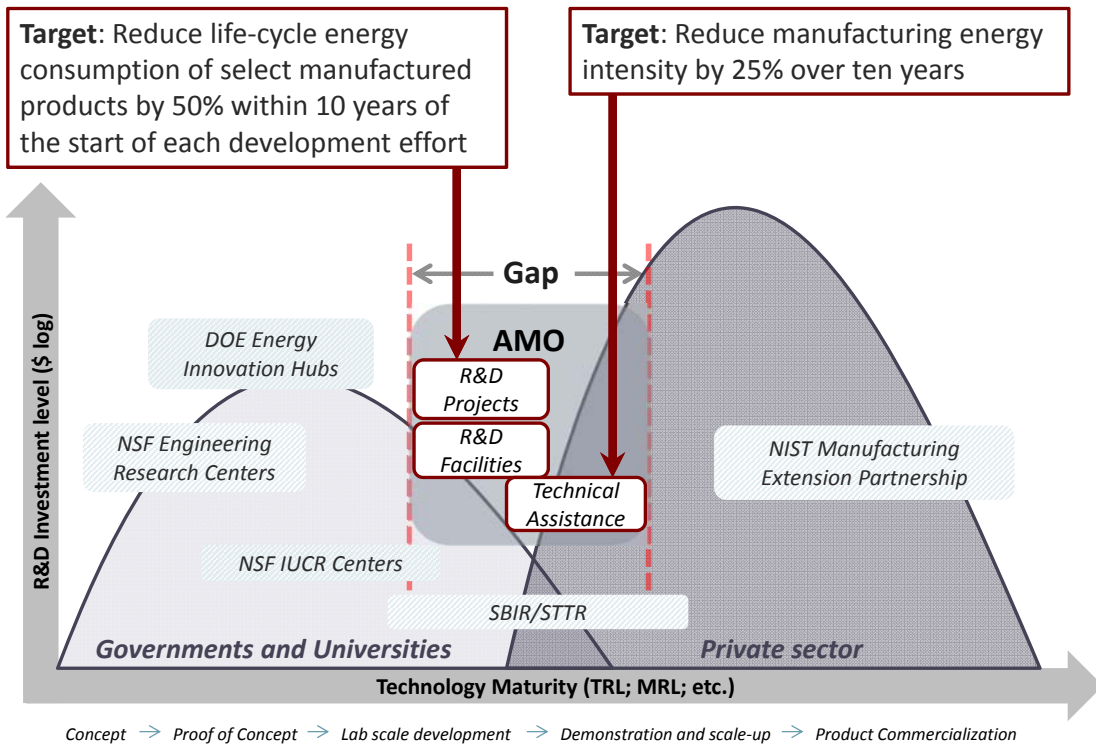 Target: Reduce life-cycle energy
consumption of select manufactured
products by 50% within 10 years of
the start of each development effort
Target: Reduce manufacturing energy
intensity by 25% over ten years
Gap
AMO
DOE Energy
Innovation Hubs
R&D
Projects
NSF Engineering
Research Centers
R&D
Facilities
NIST Manufacturing
Extension Partnership
Technical
Assistance
NSF IUCR Centers
SBIR/STTR
Governments and Universities
Private sector
R&D Investment level ($ log)
Technology Maturity (TRL; MRL; etc.)
Concept → Proof of Concept → Lab scale development → Demonstration and scale-up → Product Commercialization